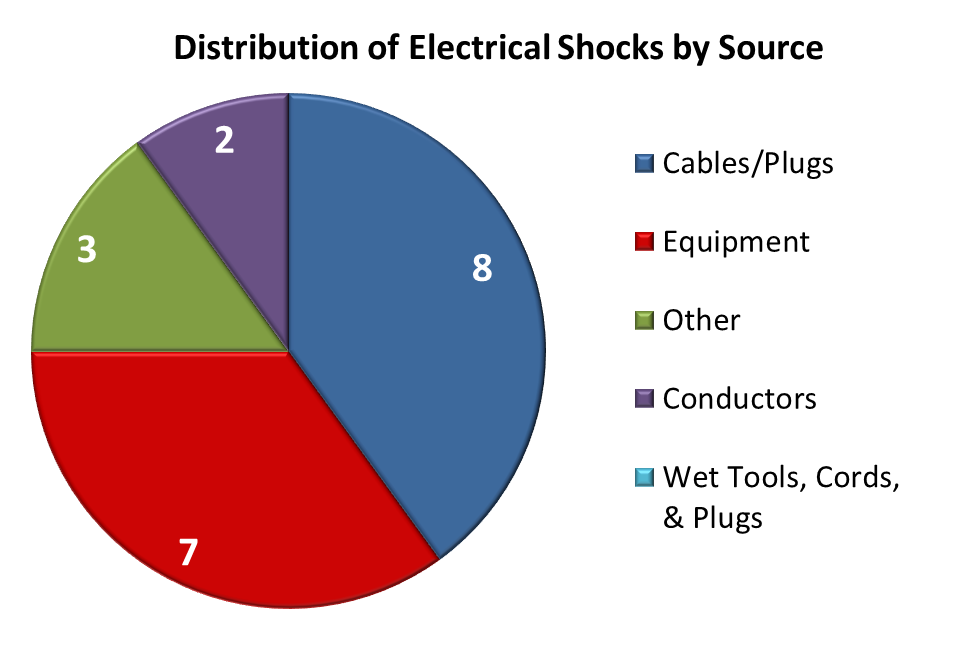 Distribution of Electrical Shocks by Source
2
8
3
7
Cables/Plugs
Equipment
Other
Conductors
Wet Tools, Cords,
& Plugs